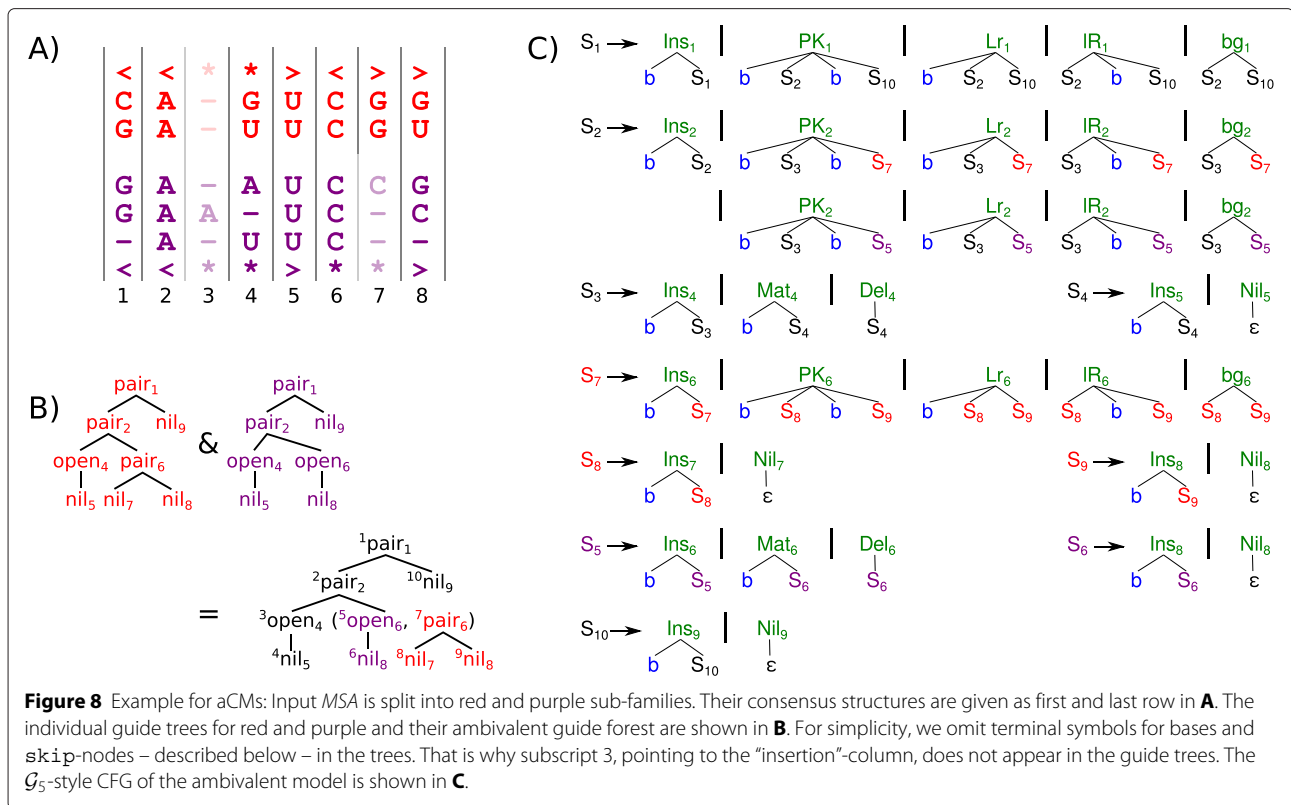 A)
< < * * > < > >
C A – G U C G G
G A – U U C G U
G A – A U C C G
G A A – U C – C
– A – U U C – –
< < * * > * * >
1 2 3 4 5 6 7 8
B)
pair₁ pair₁
pair₂ nil₉ & pair₂ nil₉
open₄ pair₆ open₄ open₆
nil₅ nil₇ nil₈ nil₅ nil₈
¹pair₁
²pair₂ ¹⁰nil₉
= ³open₄ (⁵open₆, ⁷pair₆)
⁴nil₅ ⁶nil₈ ⁸nil₇ ⁹nil₈
C)
S₁ → Ins₁ | PK₁ | Lr₁ | IR₁ | bg₁
b S₁ b S₂ b S₁₀ b S₂ S₁₀ S₂ b S₁₀ S₂ S₁₀
S₂ → Ins₂ | PK₂ | Lr₂ | IR₂ | bg₂
b S₂ b S₃ b S₇ b S₃ S₇ S₃ b S₇ S₃ S₇
| PK₂ | Lr₂ | IR₂ | bg₂
b S₃ b S₅ b S₃ S₅ S₃ b S₅ S₃ S₅
S₃ → Ins₄ | Mat₄ | Del₄ S₄ → Ins₅ | Nil₅
b S₃ b S₄ S₄ b S₄ ε
S₇ → Ins₆ | PK₆ | Lr₆ | IR₆ | bg₆
b S₇ b S₈ b S₉ b S₈ S₉ S₈ b S₉ S₈ S₉
S₈ → Ins₇ | Nil₇ S₉ → Ins₈ | Nil₈
b S₈ ε b S₉ ε
S₅ → Ins₆ | Mat₆ | Del₆ S₆ → Ins₈ | Nil₈
b S₅ b S₆ S₆ b S₆ ε
S₁₀ → Ins₉ | Nil₉
b S₁₀ ε
Figure 8 Example for aCMs: Input MSA is split into red and purple sub-families. Their consensus structures are given as first and last row in A. The
individual guide trees for red and purple and their ambivalent guide forest are shown in B. For simplicity, we omit terminal symbols for bases and
skip-nodes – described below – in the trees. That is why subscript 3, pointing to the “insertion”-column, does not appear in the guide trees. The
𝒢₅-style CFG of the ambivalent model is shown in C.